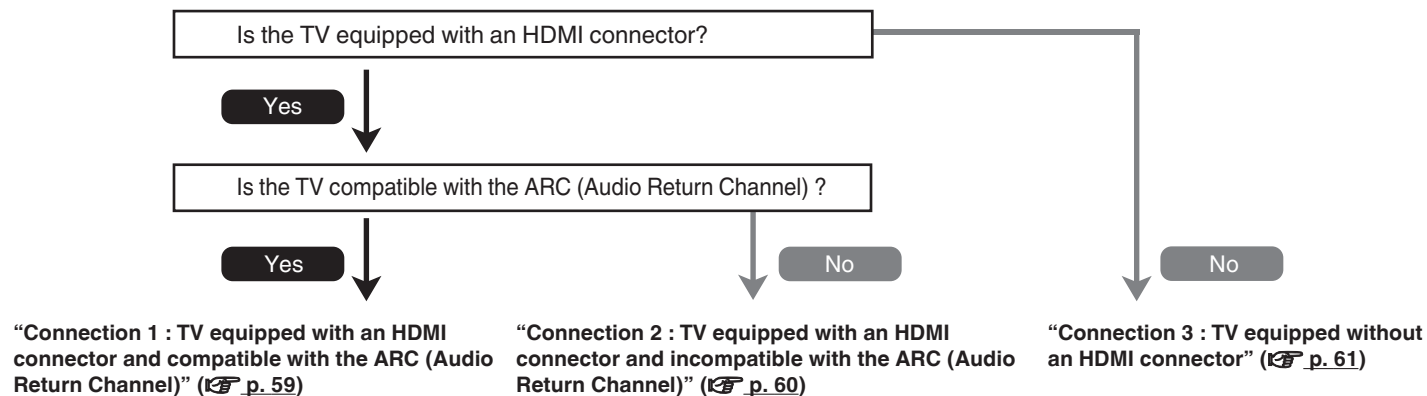 Is the TV equipped with an HDMI connector?
Yes
Is the TV compatible with the ARC (Audio Return Channel) ?
Yes
No
No
“Connection 1 : TV equipped with an HDMI
connector and compatible with the ARC (Audio
Return Channel)” (☞ p. 59)
“Connection 2 : TV equipped with an HDMI
connector and incompatible with the ARC (Audio
Return Channel)” (☞ p. 60)
“Connection 3 : TV equipped without
an HDMI connector” (☞ p. 61)